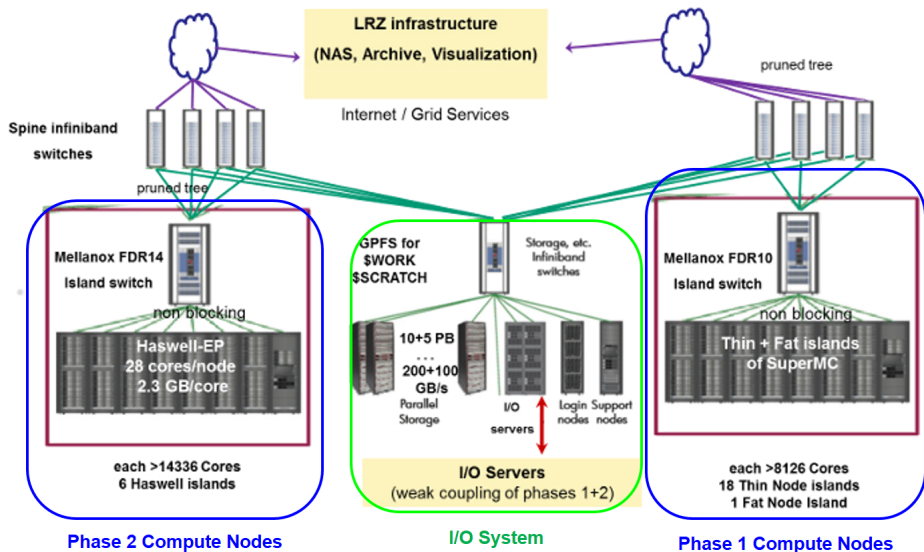 LRZ infrastructure
(NAS, Archive, Visualization)
Internet / Grid Services
pruned tree
Spine infiniband
switches
pruned tree
Mellanox FDR14
Island switch
non blocking
Haswell-EP
28 cores/node
2.3 GB/core
each >14336 Cores
6 Haswell islands
Phase 2 Compute Nodes
GPFS for
$WORK
$SCRATCH
Storage, etc.
Infiniband
switches
10+5 PB
. . .
200+100
GB/s
Parallel
Storage
I/O
servers
Login
nodes
Support
nodes
I/O Servers
(weak coupling of phases 1+2)
I/O System
Mellanox FDR10
Island switch
non blocking
Thin + Fat islands
of SuperMC
each >8126 Cores
18 Thin Node islands
1 Fat Node Island
Phase 1 Compute Nodes